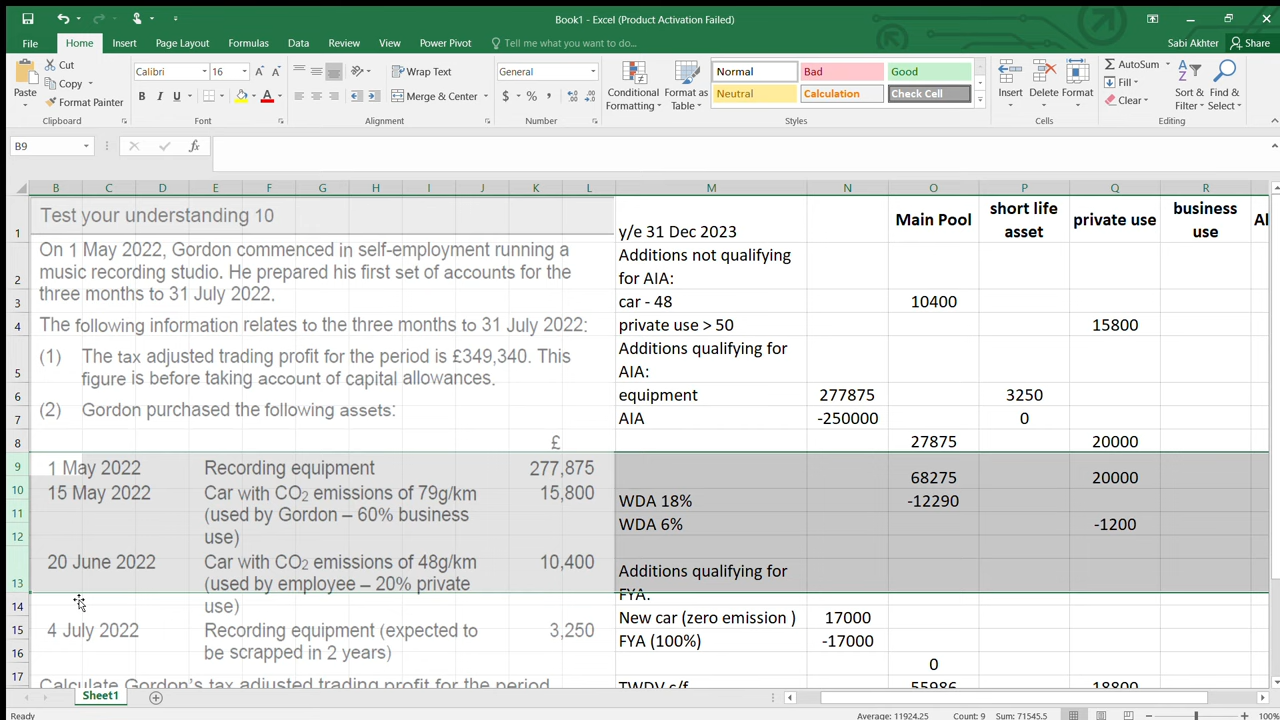 Book1 - Excel (Product Activation Failed)
File Home Insert Page Layout Formulas Data Review View Power Pivot Tell me what you want to do... Sabi Akhter Share
Paste Cut Copy Format Painter
Clipboard
Calibri 16 A A
B I U A
Font
Wrap Text
Merge & Center
Alignment
General
$ % ,
Number
Conditional Formatting Format as Table
Normal Bad Good
Neutral Calculation Check Cell
Styles
Insert Delete Format
Cells
AutoSum
Fill
Clear
Sort & Filter Find & Select
Editing
B9 fx
B C D E F G H I J K L M N O P Q R
1 2 3 4 5 6 7 8 9 10 11 12 13 14 15 16 17
Test your understanding 10
On 1 May 2022, Gordon commenced in self-employment running a
music recording studio. He prepared his first set of accounts for the
three months to 31 July 2022.
The following information relates to the three months to 31 July 2022:
(1) The tax adjusted trading profit for the period is £349,340. This
figure is before taking account of capital allowances.
(2) Gordon purchased the following assets:
£
1 May 2022 Recording equipment 277,875
15 May 2022 Car with CO2 emissions of 79g/km 15,800
(used by Gordon – 60% business
use)
20 June 2022 Car with CO2 emissions of 48g/km 10,400
(used by employee – 20% private
use)
4 July 2022 Recording equipment (expected to 3,250
be scrapped in 2 years)
Calculate Gordon's tax adjusted trading profit for the period
y/e 31 Dec 2023 Main Pool short life asset private use business use Al
Additions not qualifying
for AIA:
car - 48 10400
private use > 50 15800
Additions qualifying for
AIA:
equipment 277875 3250
AIA -250000 0
27875 20000
68275 20000
WDA 18% -12290
WDA 6% -1200
Additions qualifying for
FYA.
New car (zero emission ) 17000
FYA (100%) -17000
0
TWDV c/f 55986 18800
Sheet1
Ready Average: 11924.25 Count: 9 Sum: 71545.5 100%